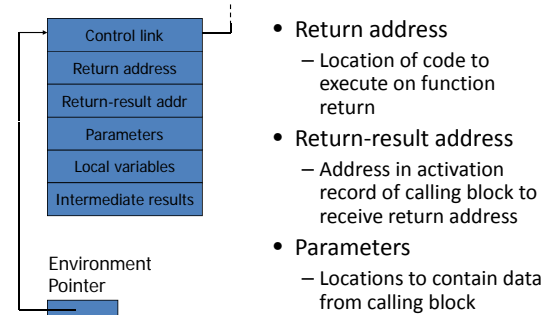 Control link
Return address
Return-result addr
Parameters
Local variables
Intermediate results
Environment
Pointer
• Return address
– Location of code to
execute on function
return
• Return-result address
– Address in activation
record of calling block to
receive return address
• Parameters
– Locations to contain data
from calling block